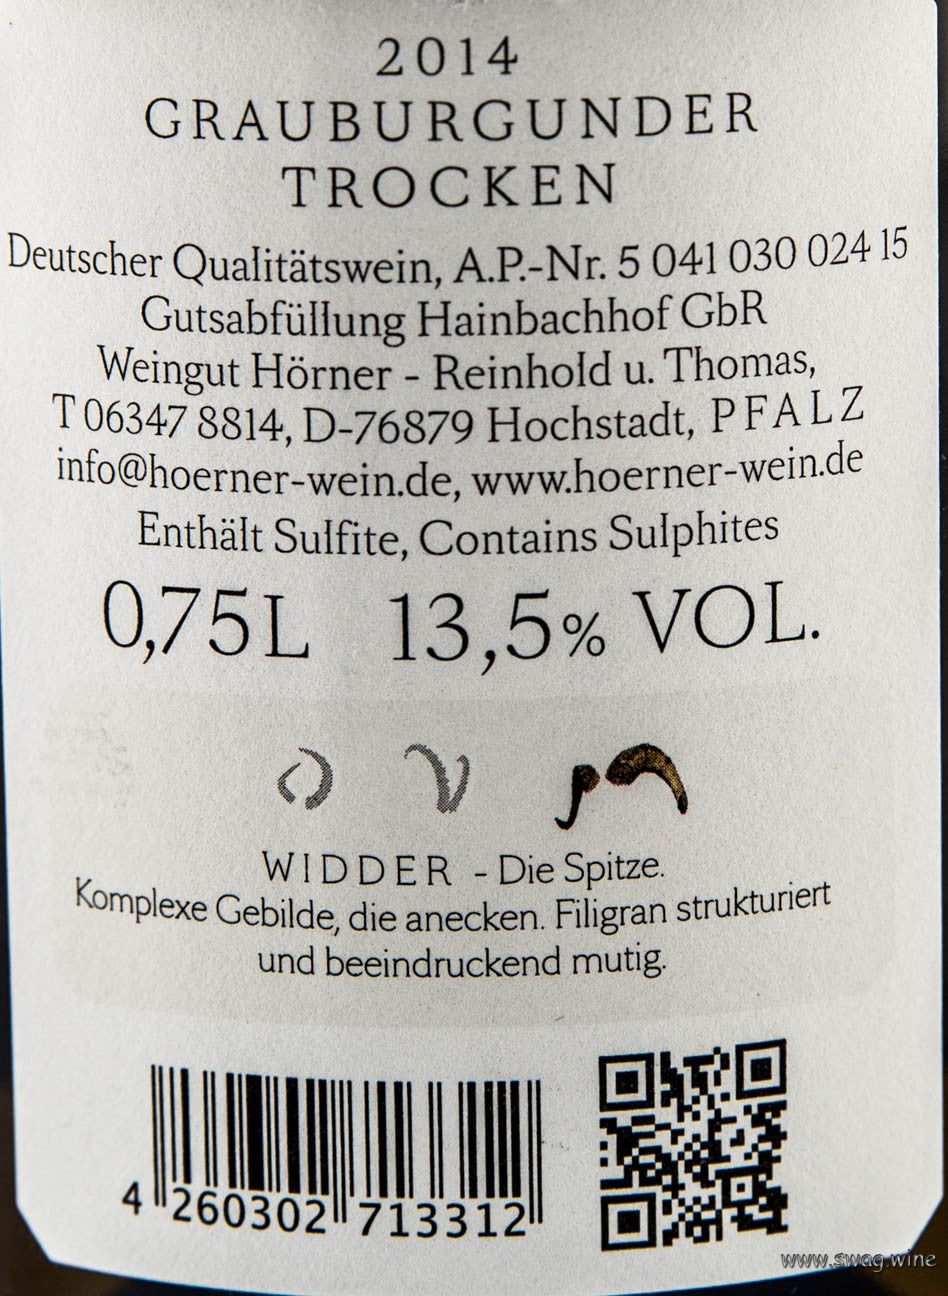 2014
GRAUBURGUNDER
TROCKEN
Deutscher Qualitätswein, A.P.-Nr. 5 041 030 024 15
Gutsabfüllung Hainbachhof GbR
Weingut Hörner - Reinhold u. Thomas,
T 06347 8814, D-76879 Hochstadt, PFALZ
info@hoerner-wein.de, www.hoerner-wein.de
Enthält Sulfite, Contains Sulphites
0,75L 13,5% VOL.
WIDDER - Die Spitze.
Komplexe Gebilde, die anecken. Filigran strukturiert
und beeindruckend mutig.
4 260302 713312
www.swag.wine